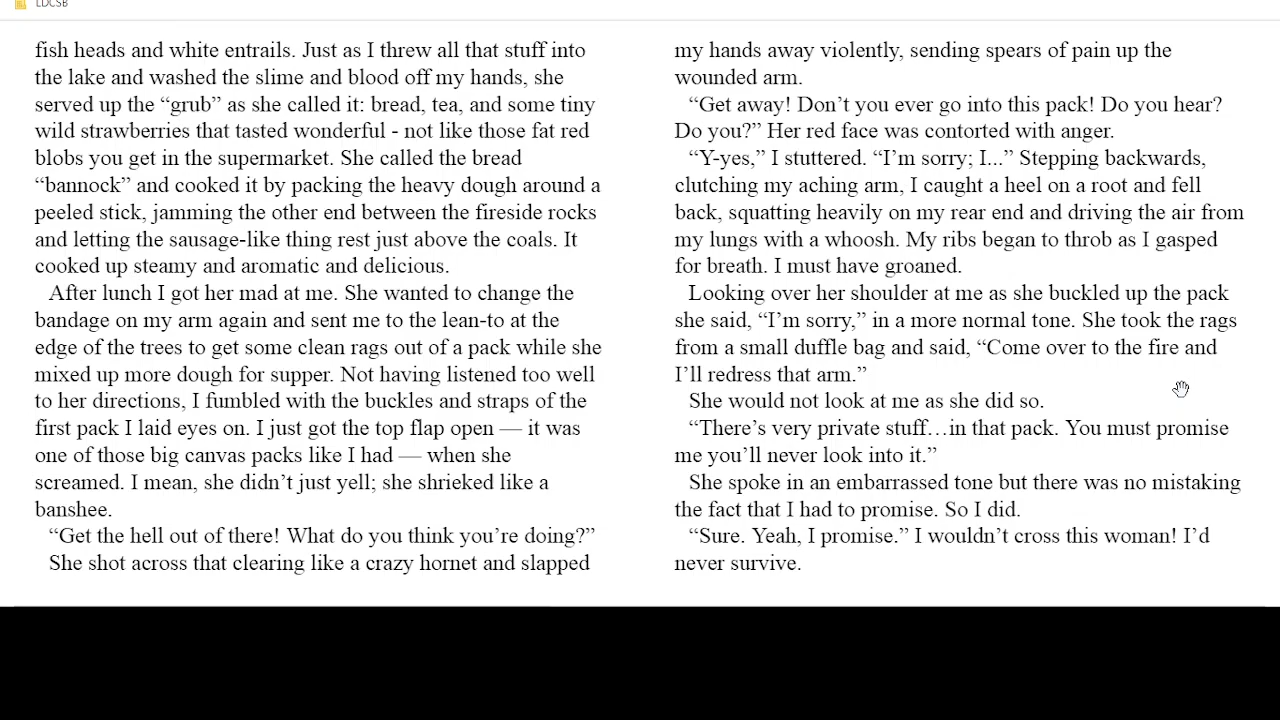 LDCSB
fish heads and white entrails. Just as I threw all that stuff into
the lake and washed the slime and blood off my hands, she
served up the “grub” as she called it: bread, tea, and some tiny
wild strawberries that tasted wonderful - not like those fat red
blobs you get in the supermarket. She called the bread
“bannock” and cooked it by packing the heavy dough around a
peeled stick, jamming the other end between the fireside rocks
and letting the sausage-like thing rest just above the coals. It
cooked up steamy and aromatic and delicious.
After lunch I got her mad at me. She wanted to change the
bandage on my arm again and sent me to the lean-to at the
edge of the trees to get some clean rags out of a pack while she
mixed up more dough for supper. Not having listened too well
to her directions, I fumbled with the buckles and straps of the
first pack I laid eyes on. I just got the top flap open — it was
one of those big canvas packs like I had — when she
screamed. I mean, she didn’t just yell; she shrieked like a
banshee.
“Get the hell out of there! What do you think you’re doing?”
She shot across that clearing like a crazy hornet and slapped
my hands away violently, sending spears of pain up the
wounded arm.
“Get away! Don’t you ever go into this pack! Do you hear?
Do you?” Her red face was contorted with anger.
“Y-yes,” I stuttered. “I’m sorry; I...” Stepping backwards,
clutching my aching arm, I caught a heel on a root and fell
back, squatting heavily on my rear end and driving the air from
my lungs with a whoosh. My ribs began to throb as I gasped
for breath. I must have groaned.
Looking over her shoulder at me as she buckled up the pack
she said, “I’m sorry,” in a more normal tone. She took the rags
from a small duffle bag and said, “Come over to the fire and
I’ll redress that arm.”
She would not look at me as she did so.
“There’s very private stuff…in that pack. You must promise
me you’ll never look into it.”
She spoke in an embarrassed tone but there was no mistaking
the fact that I had to promise. So I did.
“Sure. Yeah, I promise.” I wouldn’t cross this woman! I’d
never survive.